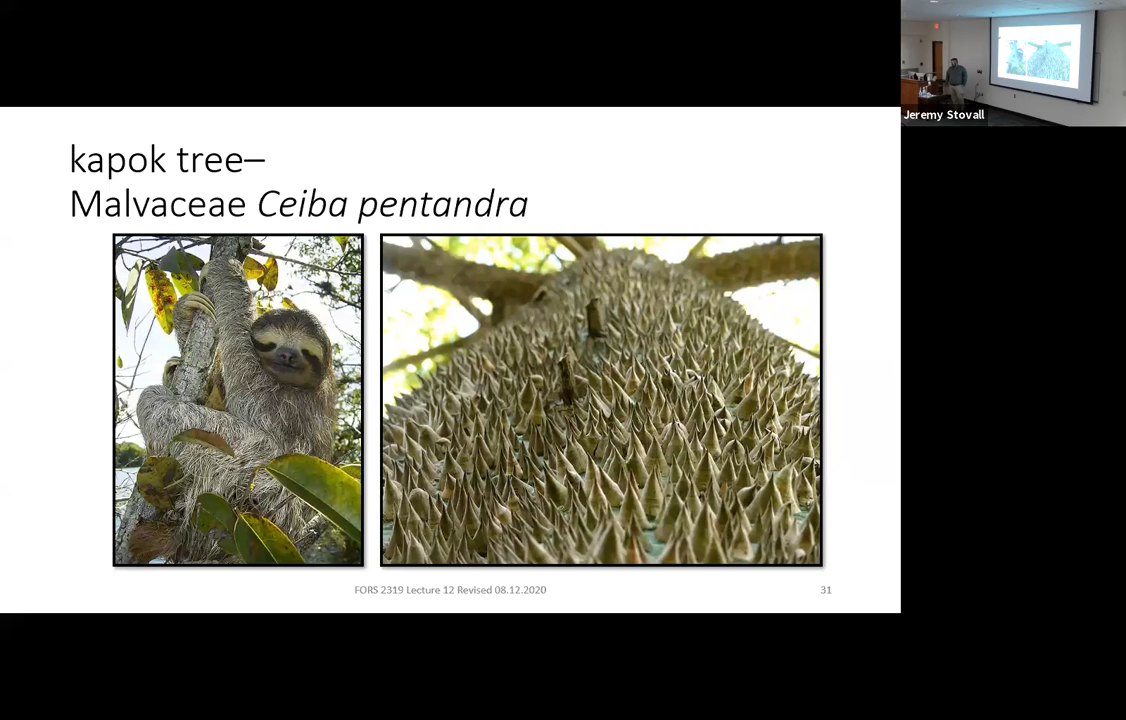 kapok tree–
Malvaceae Ceiba pentandra
FORS 2319 Lecture 12 Revised 08.12.2020
31
Jeremy Stovall